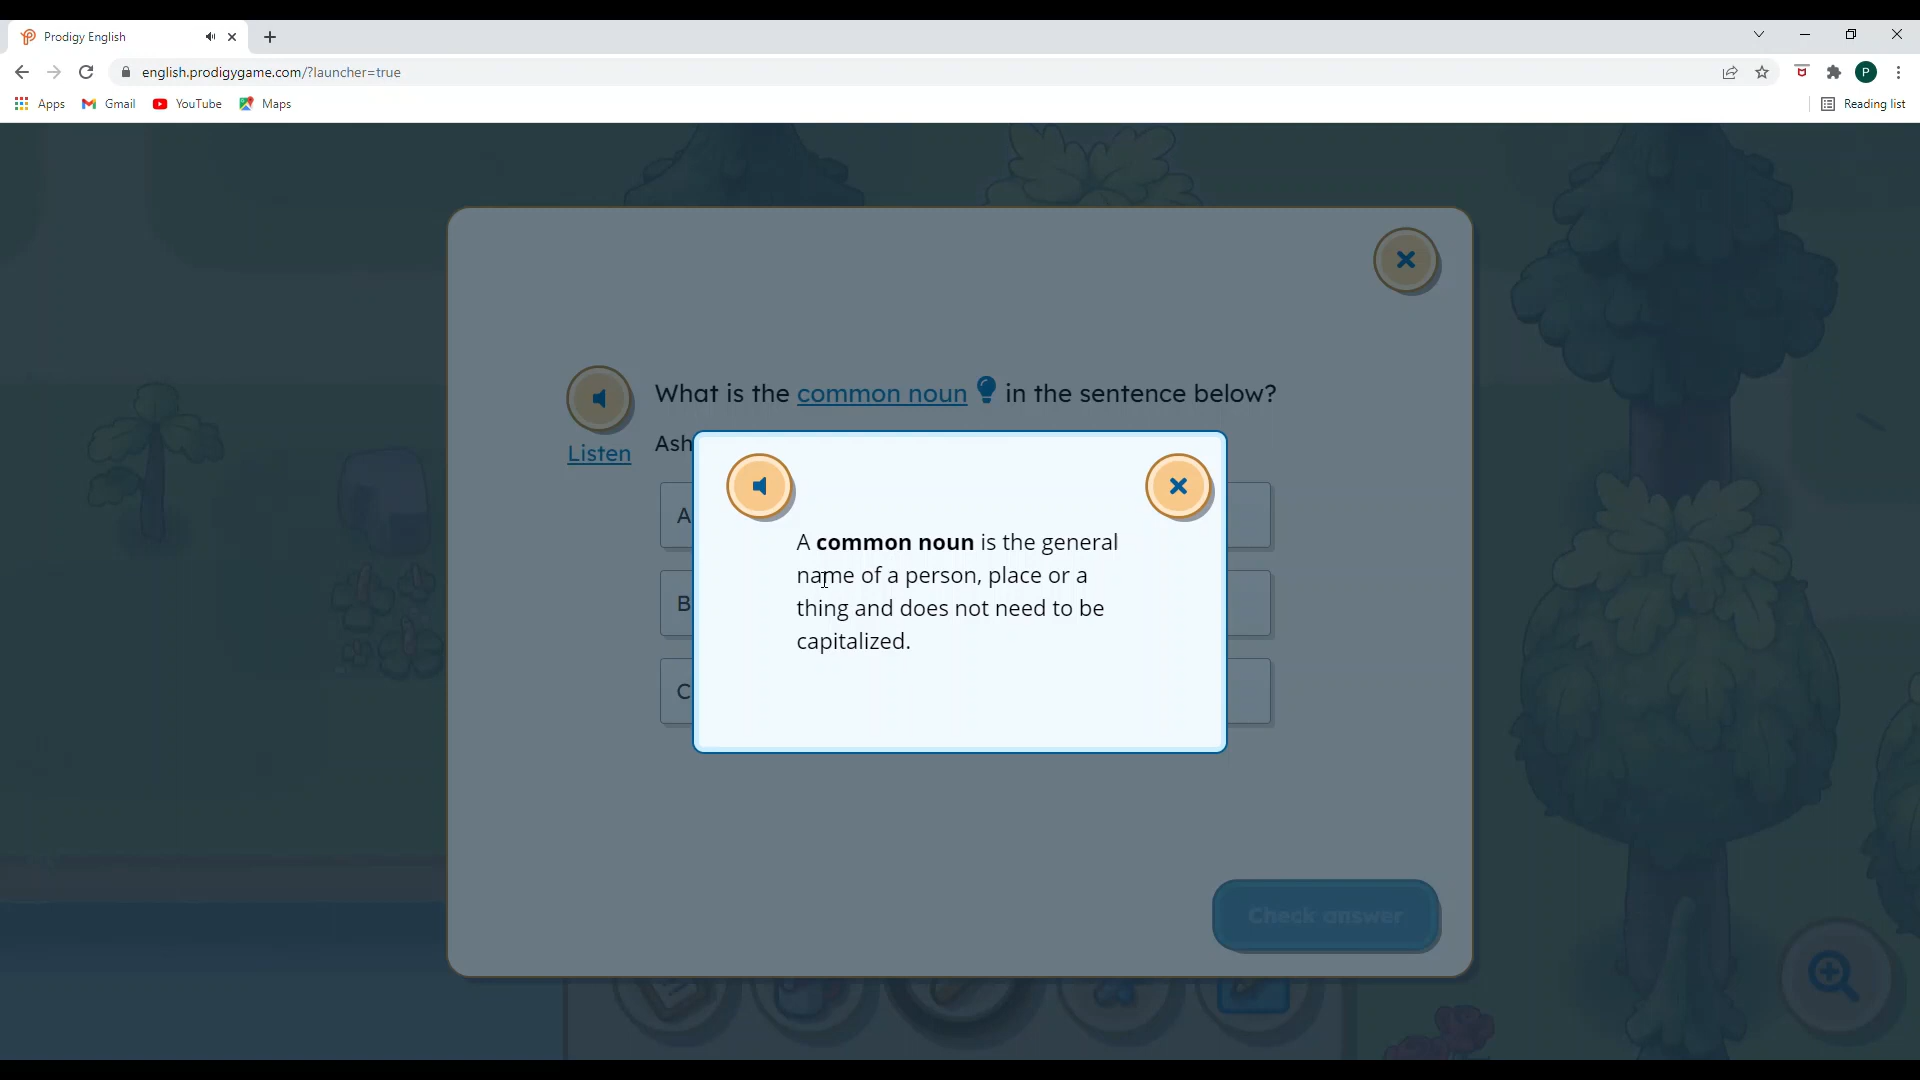 Prodigy English
english.prodigygame.com/?launcher=true
P
Apps Gmail YouTube Maps Reading list
What is the common noun in the sentence below?
Listen
Ash
A
B
C
A common noun is the general
name of a person, place or a
thing and does not need to be
capitalized.
Check answer